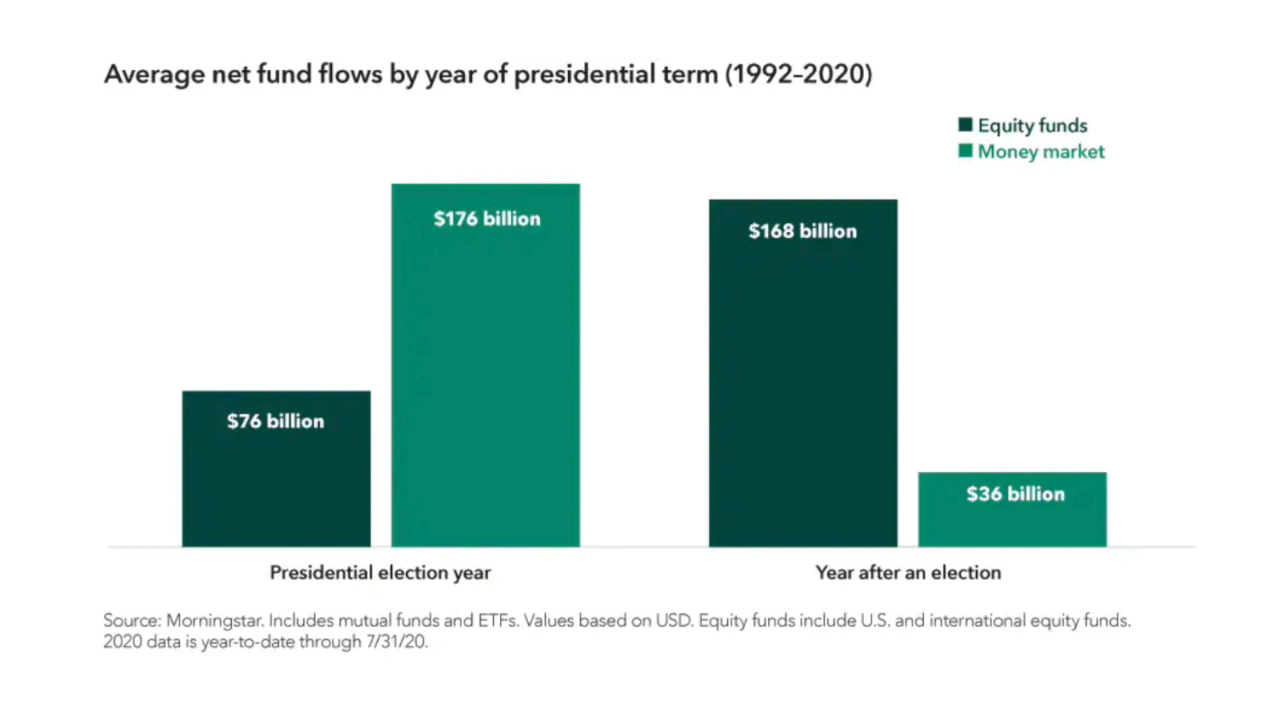 Average net fund flows by year of presidential term (1992–2020)
Equity funds
Money market
$76 billion
$176 billion
$168 billion
$36 billion
Presidential election year
Year after an election
Source: Morningstar. Includes mutual funds and ETFs. Values based on USD. Equity funds include U.S. and international equity funds.
2020 data is year-to-date through 7/31/20.